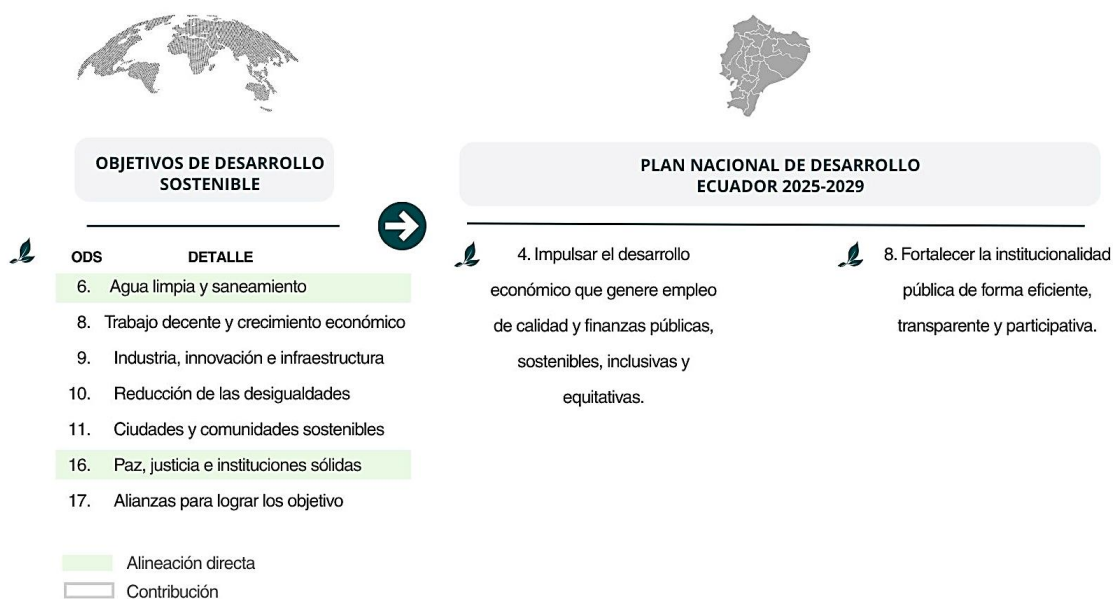 OBJETIVOS DE DESARROLLO
SOSTENIBLE
ODS DETALLE
6. Agua limpia y saneamiento
8. Trabajo decente y crecimiento económico
9. Industria, innovación e infraestructura
10. Reducción de las desigualdades
11. Ciudades y comunidades sostenibles
16. Paz, justicia e instituciones sólidas
17. Alianzas para lograr los objetivo
Alineación directa
Contribución
PLAN NACIONAL DE DESARROLLO
ECUADOR 2025-2029
4. Impulsar el desarrollo
económico que genere empleo
de calidad y finanzas públicas,
sostenibles, inclusivas y
equitativas.
8. Fortalecer la institucionalidad
pública de forma eficiente,
transparente y participativa.